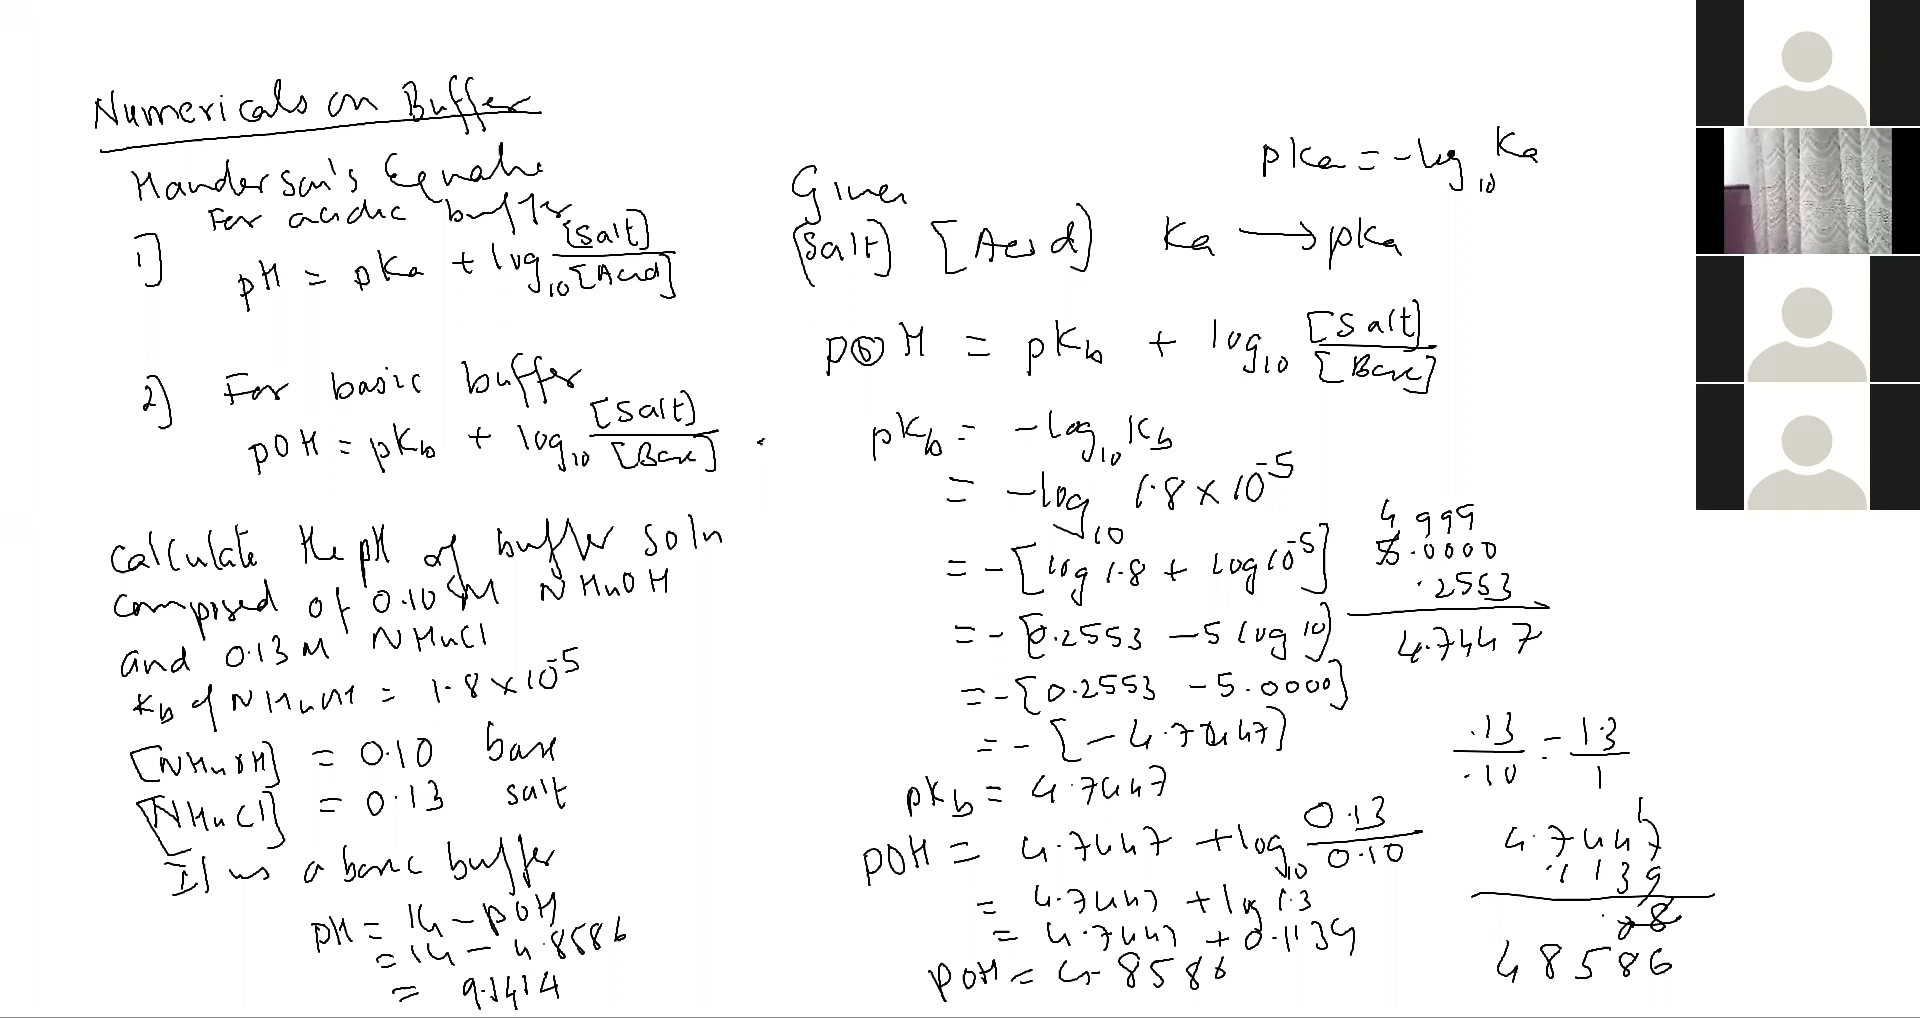 Numericals on Buffer
Handerson's Equatn
For acidic buffer
1] pH = pKa + log10 [Salt]/[Acid]
2] For basic buffer
pOH = pKb + log10 [Salt]/[Base]
Calculate the pH of buffer soln
composed of 0.10 M NH4OH
and 0.13 M NH4Cl
Kb of NH4OH = 1.8 × 10^-5
[NH4OH] = 0.10 base
[NH4Cl] = 0.13 salt
It is a basic buffer
pH = 14 - pOH
= 14 - 4.8586
= 9.1414
Given
[Salt] [Acid] Ka → pKa
pKa = -log10 Ka
pOH = pKb + log10 [Salt]/[Base]
pKb = -log10 Kb
= -log10 1.8 × 10^-5
= -[log 1.8 + log 10^-5]
= -[0.2553 - 5 log 10]
= -[0.2553 - 5.0000]
= -[-4.7447]
pKb = 4.7447
pOH = 4.7447 + log10 0.13/0.10
= 4.7447 + log 1.3
= 4.7447 + 0.1139
pOH = 4.8586
4 999
5.0000
.2553
4.7447
.13/.10 = 1.3/1
1
4.7447
.1139
48586